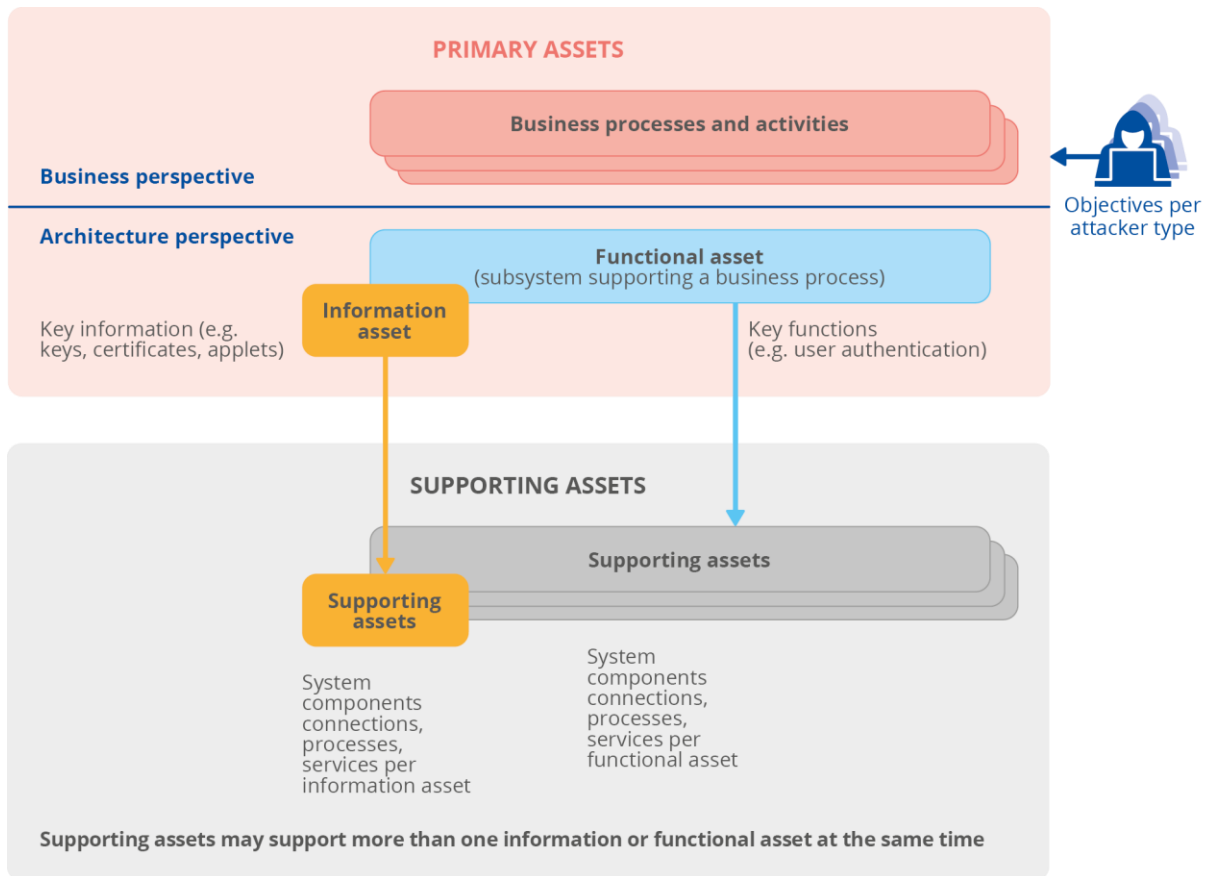 PRIMARY ASSETS
Business processes and activities
Business perspective
Objectives per
attacker type
Architecture perspective
Functional asset
(subsystem supporting a business process)
Information
asset
Key information (e.g.
keys, certificates, applets)
Key functions
(e.g. user authentication)
SUPPORTING ASSETS
Supporting assets
Supporting
assets
System
components
connections,
processes,
services per
information asset
System
components
connections,
processes,
services per
functional asset
Supporting assets may support more than one information or functional asset at the same time